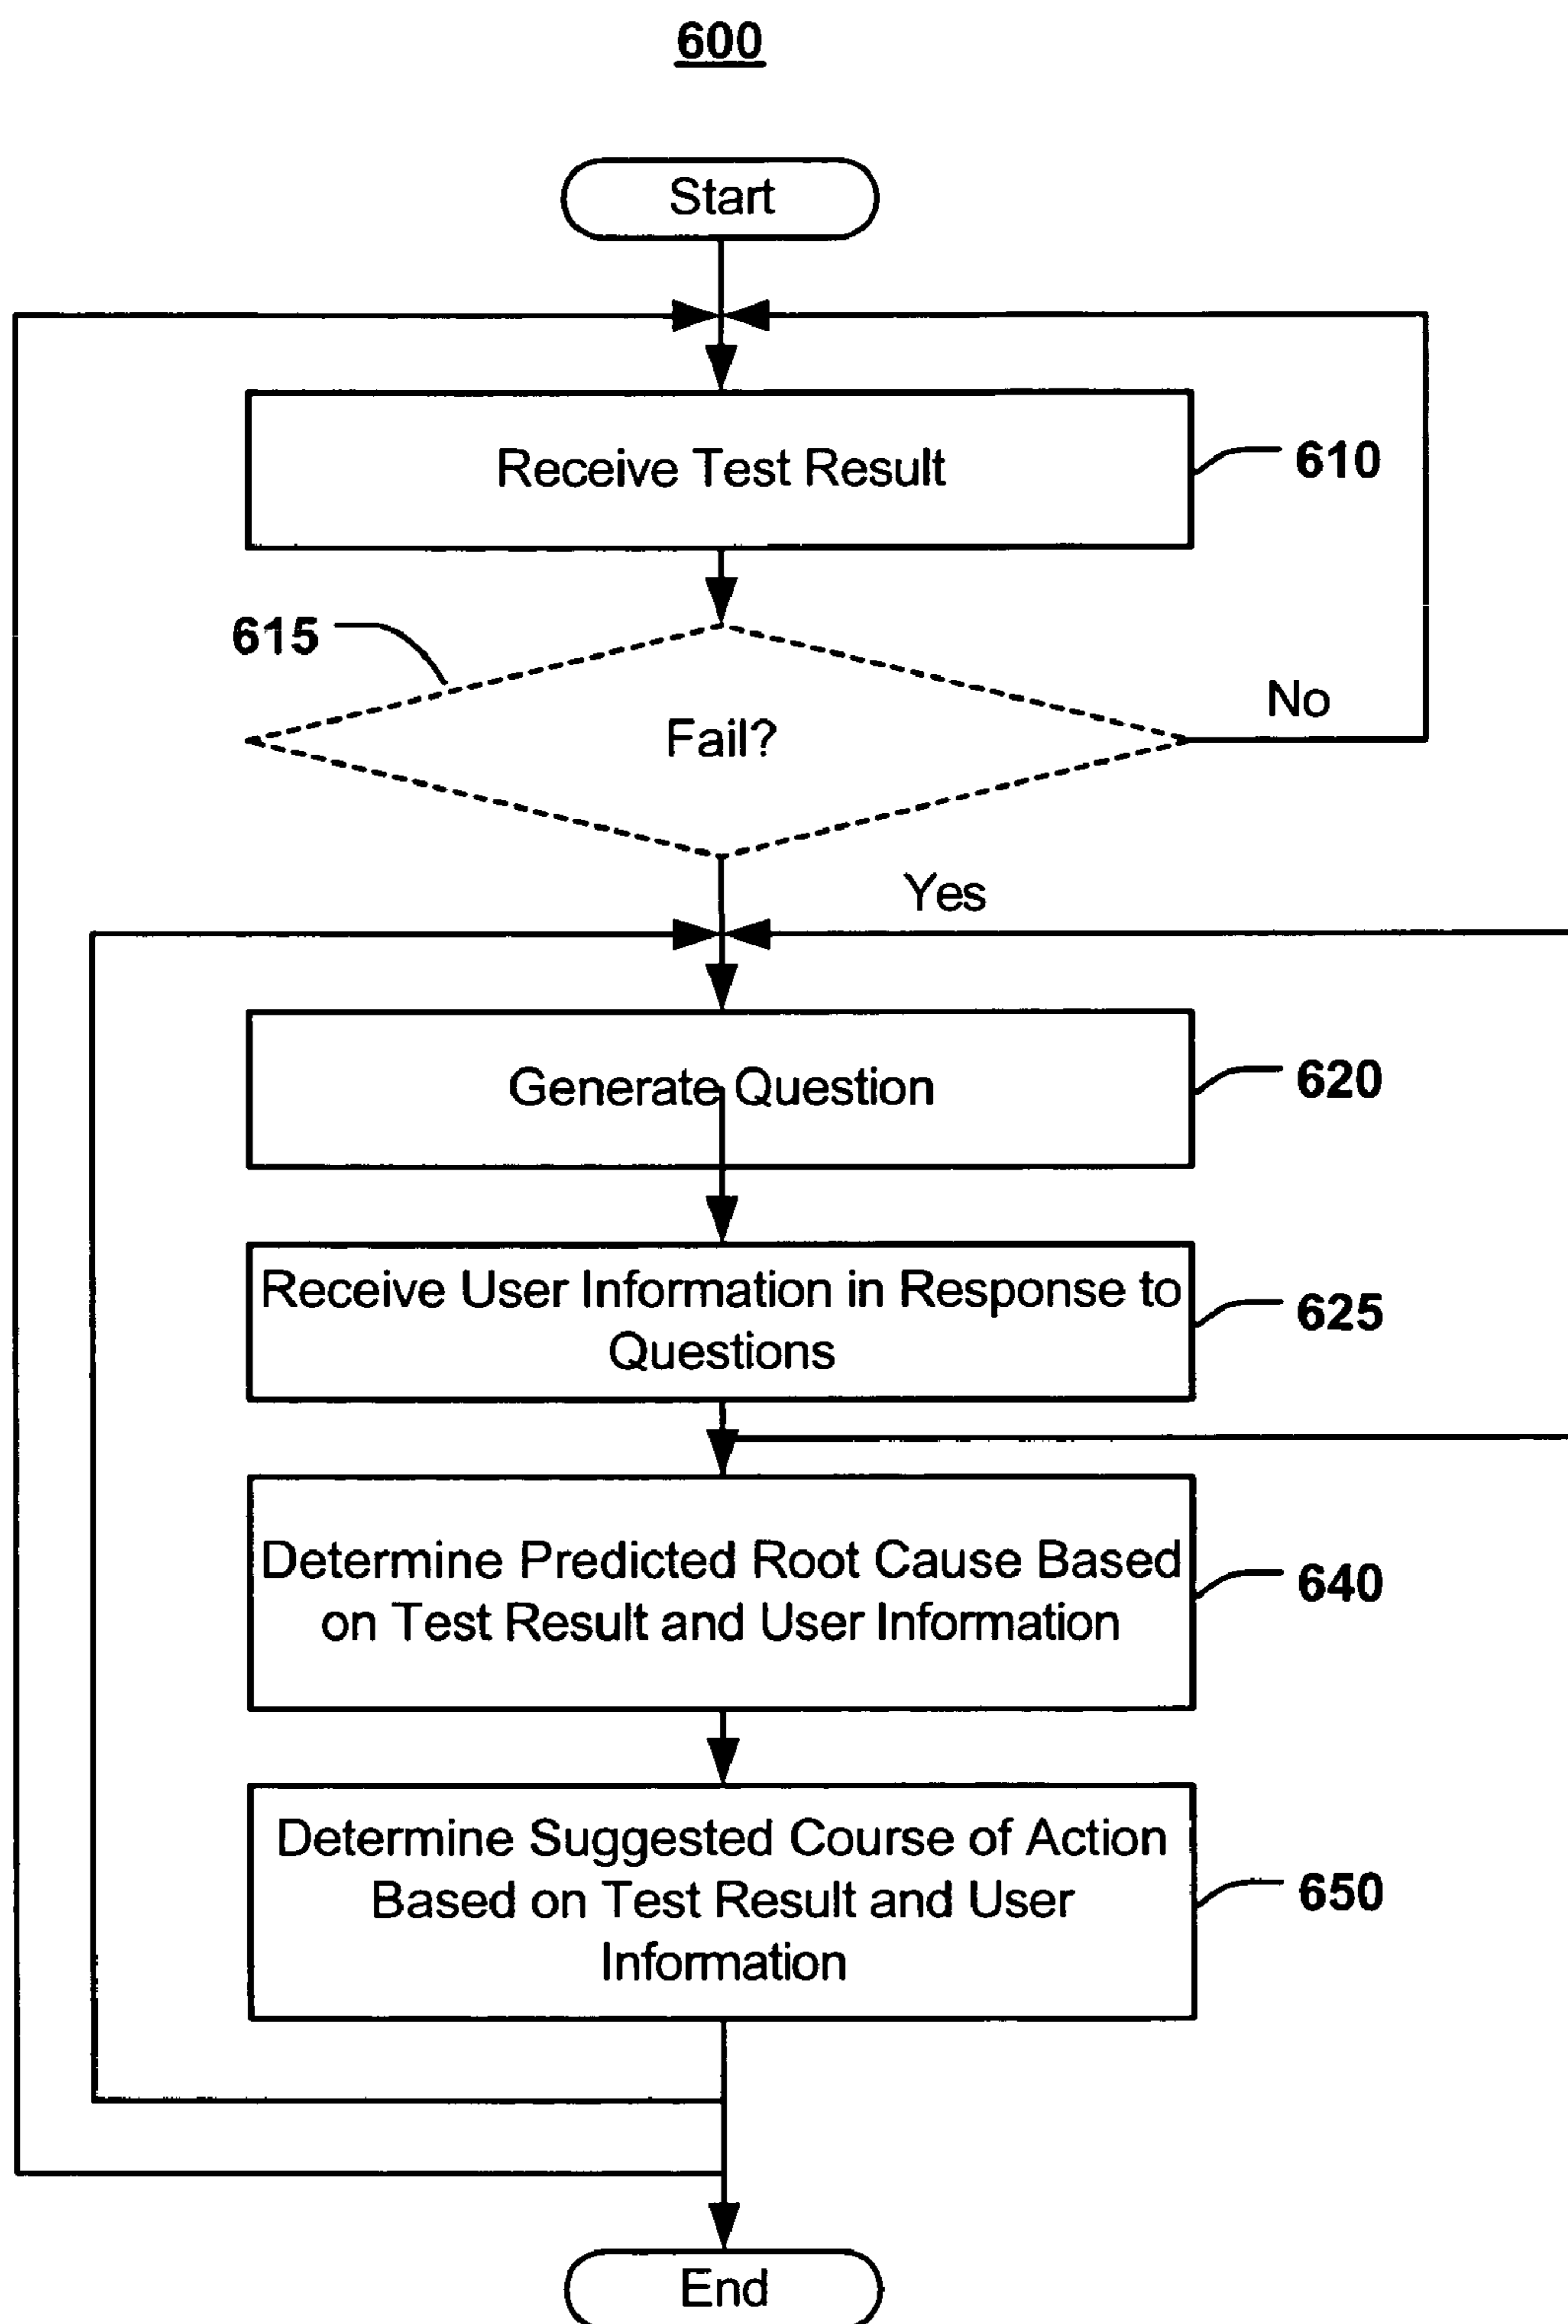 600
Start
Receive Test Result
610
615
Fail?
No
Yes
Generate Question
620
Receive User Information in Response to
Questions
625
Determine Predicted Root Cause Based
on Test Result and User Information
640
Determine Suggested Course of Action
Based on Test Result and User
Information
650
End